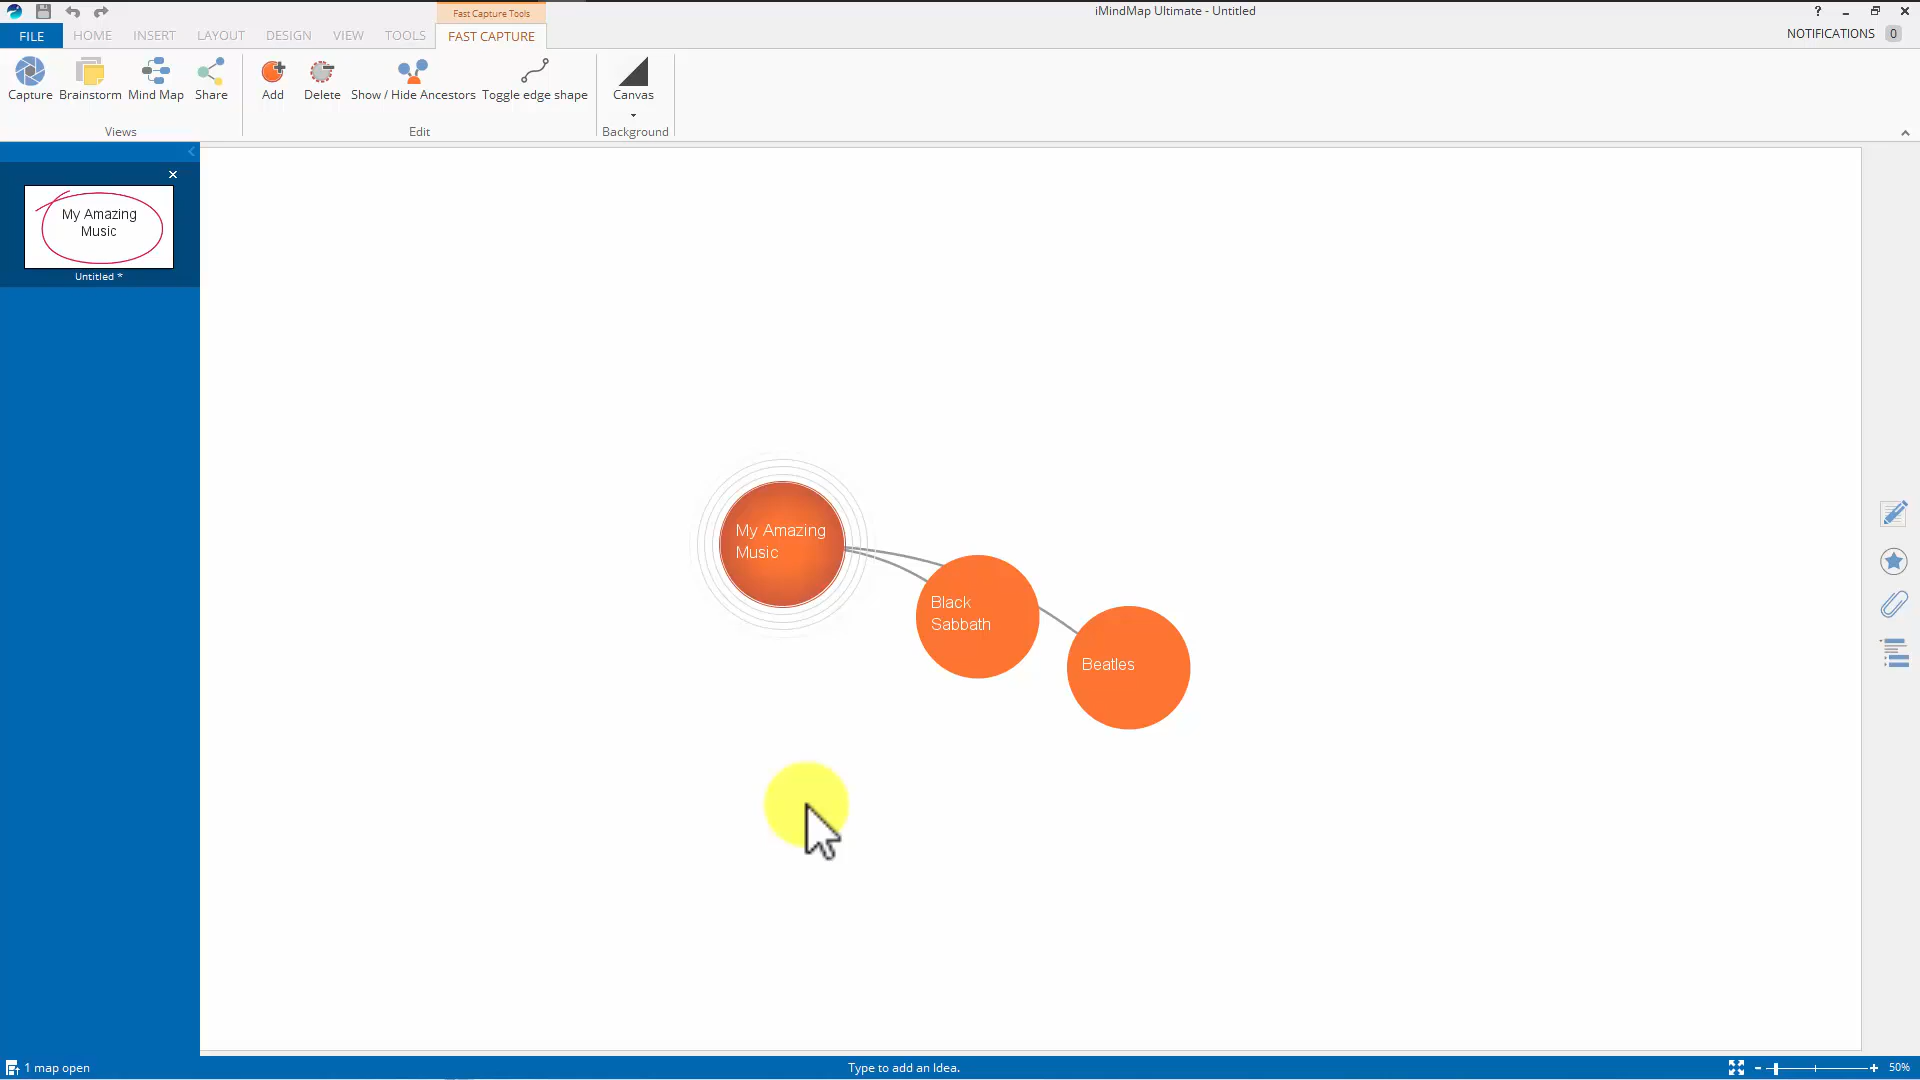 Fast Capture Tools
iMindMap Ultimate - Untitled
?
FILE
HOME
INSERT
LAYOUT
DESIGN
VIEW
TOOLS
FAST CAPTURE
NOTIFICATIONS 0
Capture
Brainstorm
Mind Map
Share
Add
Delete
Show / Hide Ancestors
Toggle edge shape
Canvas
Views
Edit
Background
My Amazing
Music
Untitled *
My Amazing
Music
Black
Sabbath
Beatles
1 map open
Type to add an Idea.
50%